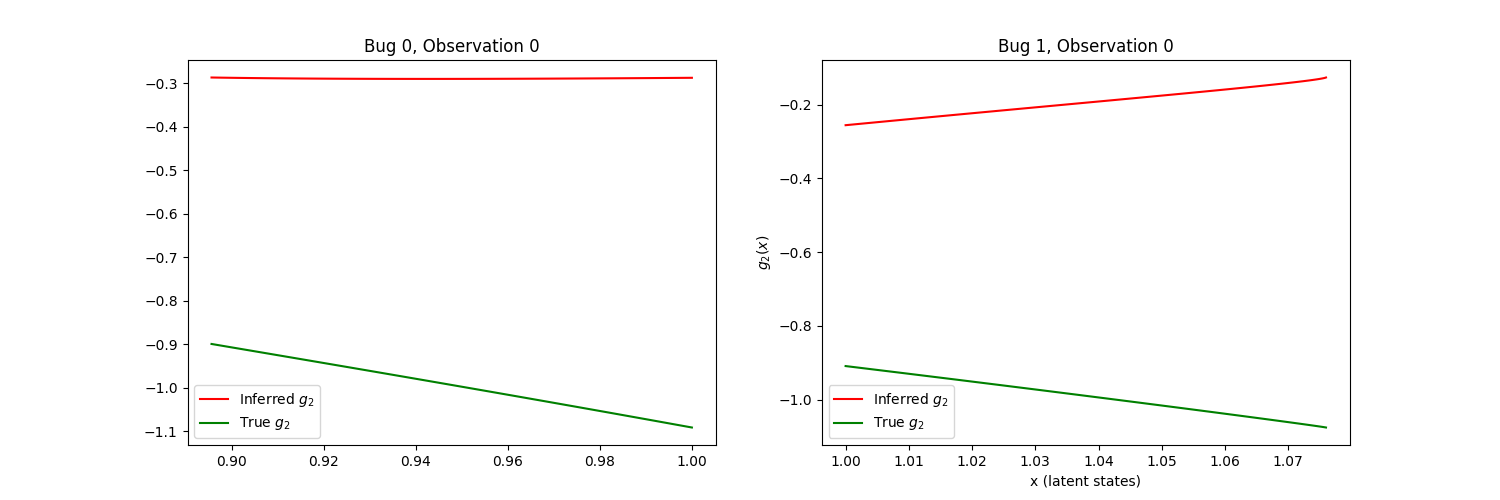 Bug 0, Observation 0
−0.3
−0.4
−0.5
−0.6
−0.7
−0.8
−0.9
−1.0
−1.1
Inferred g₂
True g₂
0.90 0.92 0.94 0.96 0.98 1.00
Bug 1, Observation 0
g₂(x)
−0.2
−0.4
−0.6
−0.8
−1.0
Inferred g₂
True g₂
1.00 1.01 1.02 1.03 1.04 1.05 1.06 1.07
x (latent states)